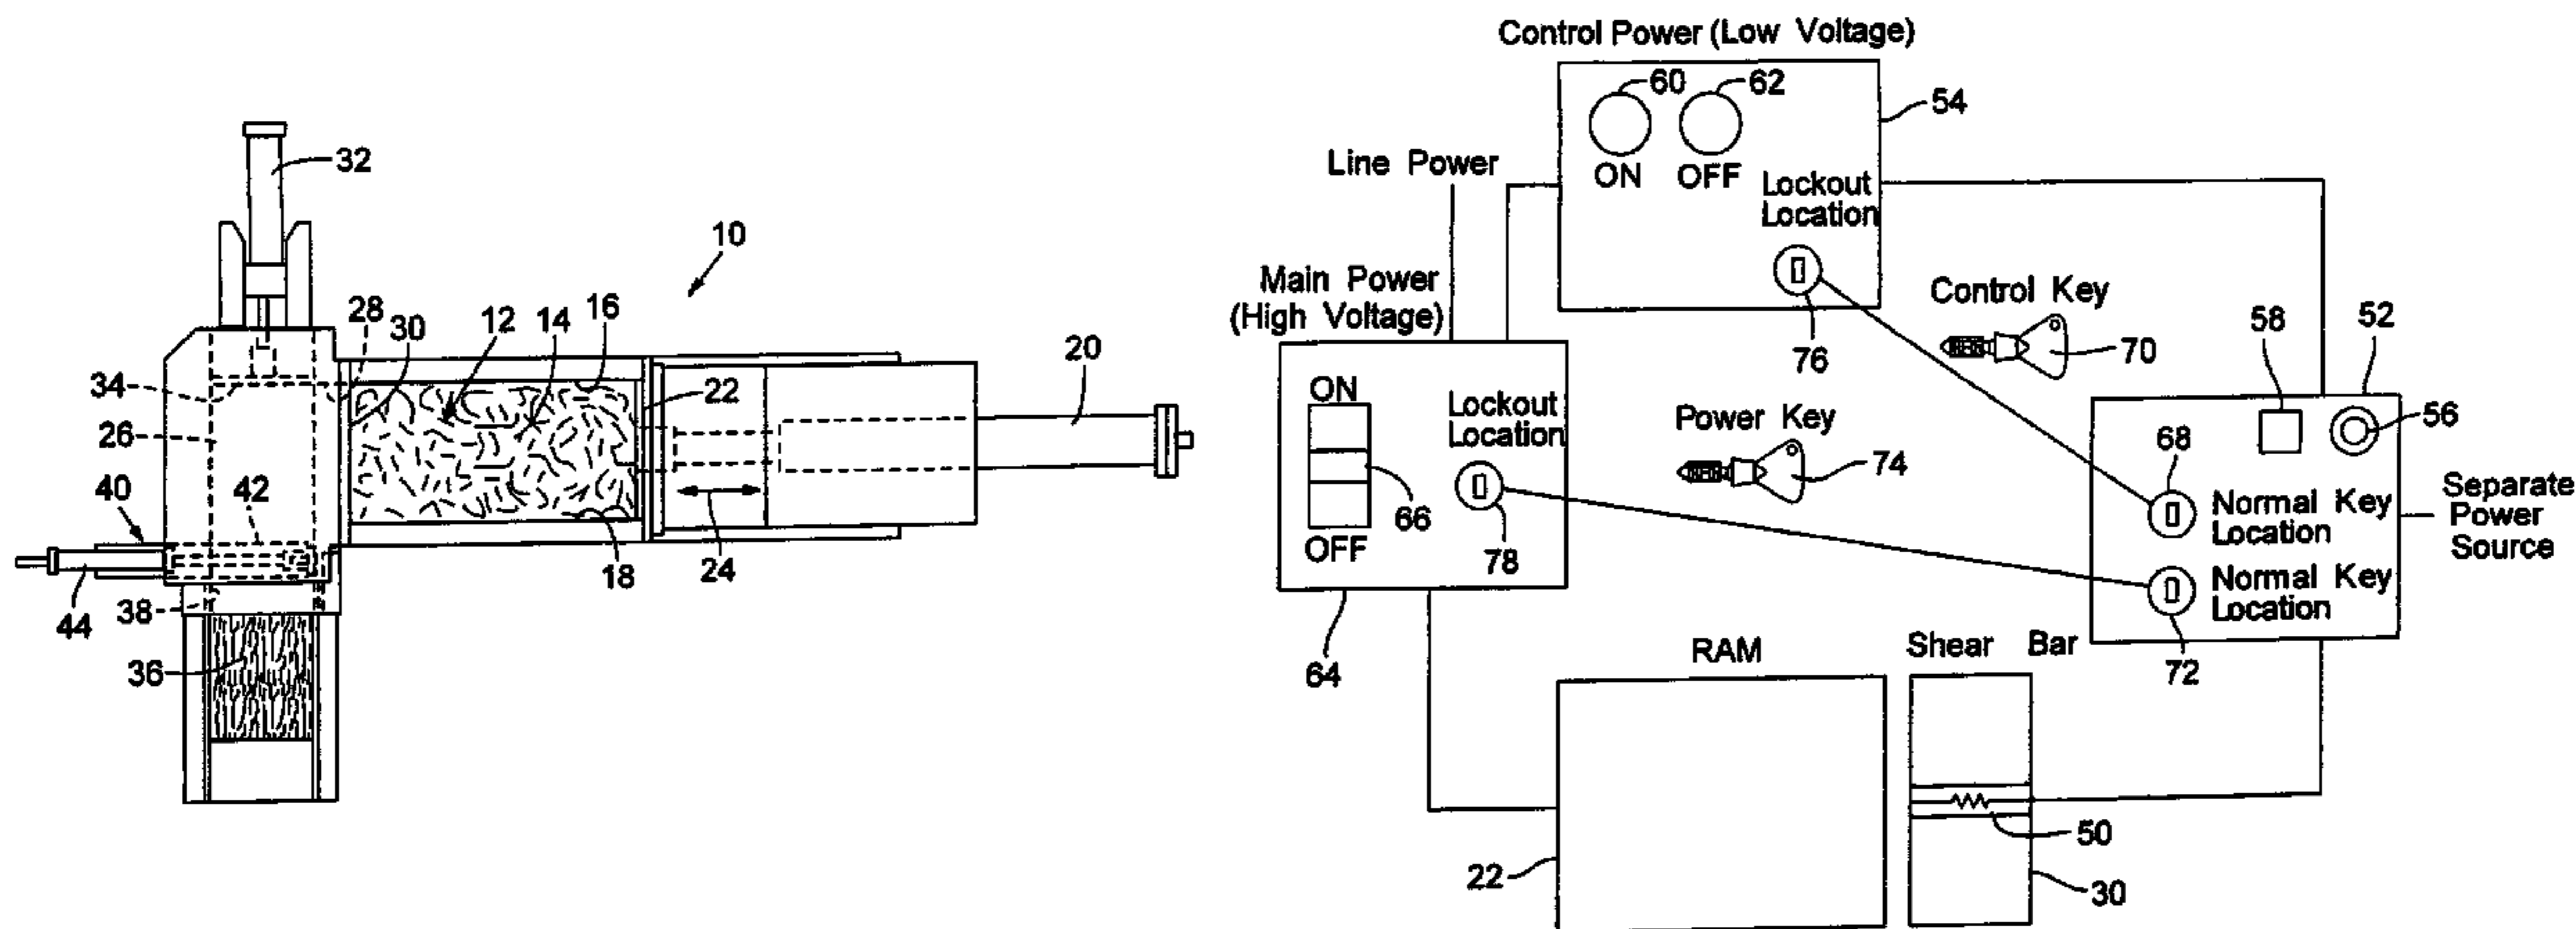 32
10
28
30
12
14
16
20
34
22
26
40
42
44
38
18
24
36
Control Power (Low Voltage)
60
62
54
ON
OFF
Line Power
Lockout
Location
76
Main Power
(High Voltage)
ON
OFF
66
Lockout
Location
78
64
Control Key
70
Power Key
74
58
52
56
68
Normal Key
Location
Normal Key
Location
72
Separate
Power
Source
RAM
Shear Bar
22
50
30